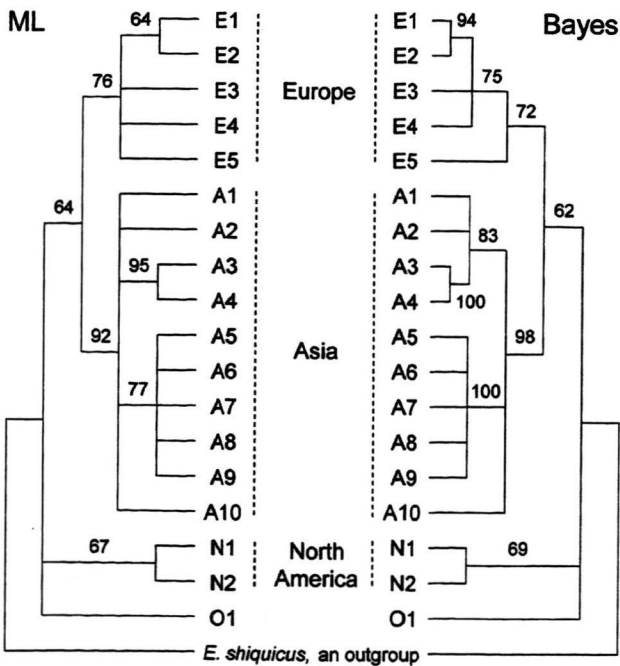 ML
Bayes
64 E1 E1 94
E2 E2
76 E3 Europe E3 75
E4 E4 72
E5 E5
64 A1 A1 62
A2 A2 83
95 A3 A3
A4 A4 100
92 A5 Asia A5 98
A6 A6
77 A7 A7 100
A8 A8
A9 A9
A10 A10
67 N1 North N1 69
N2 America N2
O1 O1
E. shiquicus, an outgroup